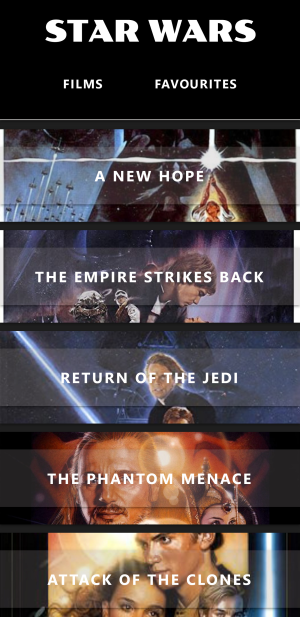 STAR WARS
FILMS FAVOURITES
A NEW HOPE
THE EMPIRE STRIKES BACK
RETURN OF THE JEDI
THE PHANTOM MENACE
ATTACK OF THE CLONES